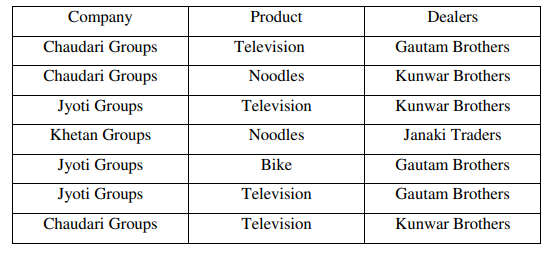 Company Product Dealers
Chaudari Groups Television Gautam Brothers
Chaudari Groups Noodles Kunwar Brothers
Jyoti Groups Television Kunwar Brothers
Khetan Groups Noodles Janaki Traders
Jyoti Groups Bike Gautam Brothers
Jyoti Groups Television Gautam Brothers
Chaudari Groups Television Kunwar Brothers